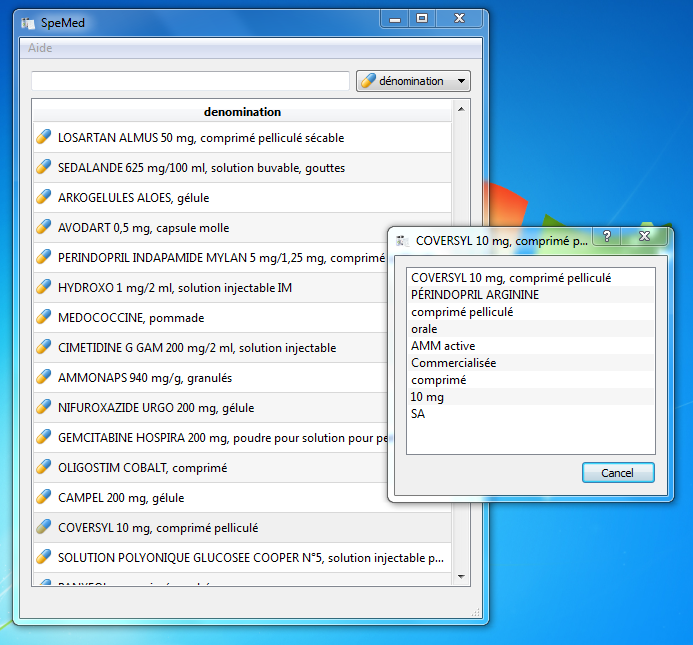 SpeMed
Aide
dénomination
denomination
LOSARTAN ALMUS 50 mg, comprimé pelliculé sécable
SEDALANDE 625 mg/100 ml, solution buvable, gouttes
ARKOGELULES ALOES, gélule
AVODART 0,5 mg, capsule molle
PERINDOPRIL INDAPAMIDE MYLAN 5 mg/1,25 mg, comprimé
HYDROXO 1 mg/2 ml, solution injectable IM
MEDOCOCCINE, pommade
CIMETIDINE G GAM 200 mg/2 ml, solution injectable
AMMONAPS 940 mg/g, granulés
NIFUROXAZIDE URGO 200 mg, gélule
GEMCITABINE HOSPIRA 200 mg, poudre pour solution pour pe
OLIGOSTIM COBALT, comprimé
CAMPEL 200 mg, gélule
COVERSYL 10 mg, comprimé pelliculé
SOLUTION POLYONIQUE GLUCOSEE COOPER N°5, solution injectable p...
COVERSYL 10 mg, comprimé p...
?
COVERSYL 10 mg, comprimé pelliculé
PÉRINDOPRIL ARGININE
comprimé pelliculé
orale
AMM active
Commercialisée
comprimé
10 mg
SA
Cancel